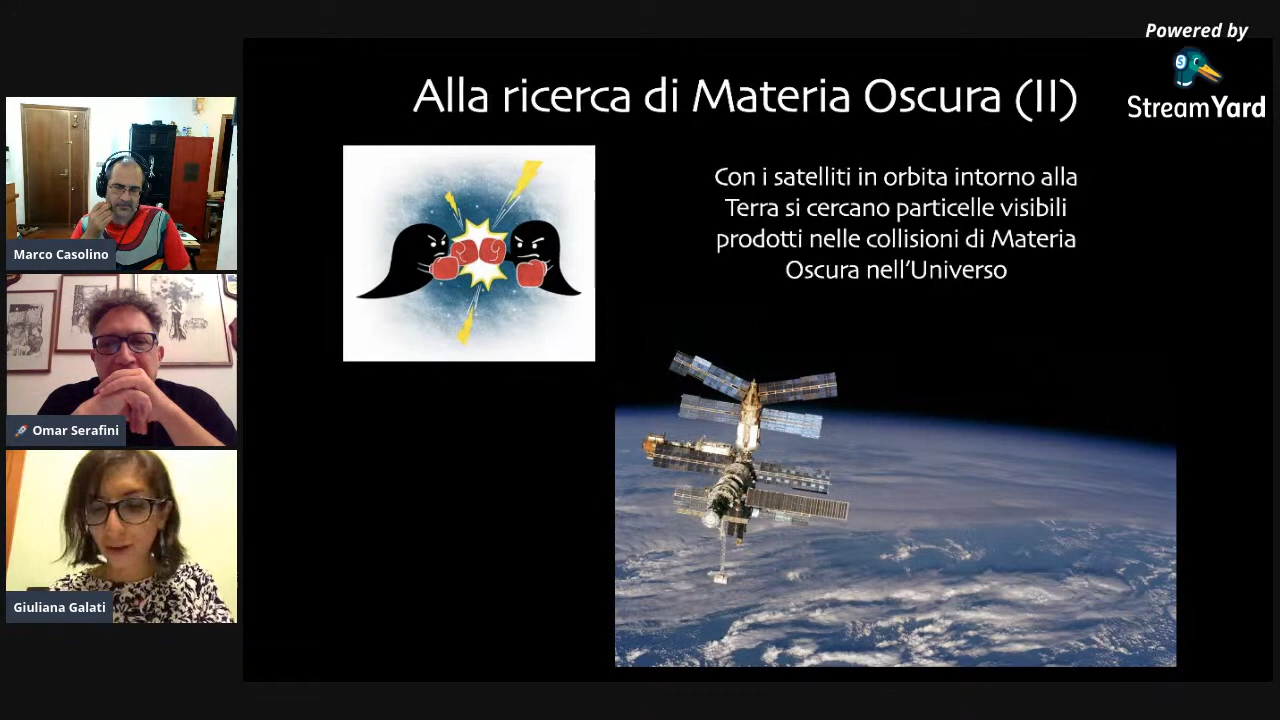 Powered by
StreamYard
Alla ricerca di Materia Oscura (II)
Con i satelliti in orbita intorno alla
Terra si cercano particelle visibili
prodotti nelle collisioni di Materia
Oscura nell'Universo
Marco Casolino
🚀 Omar Serafini
Giuliana Galati